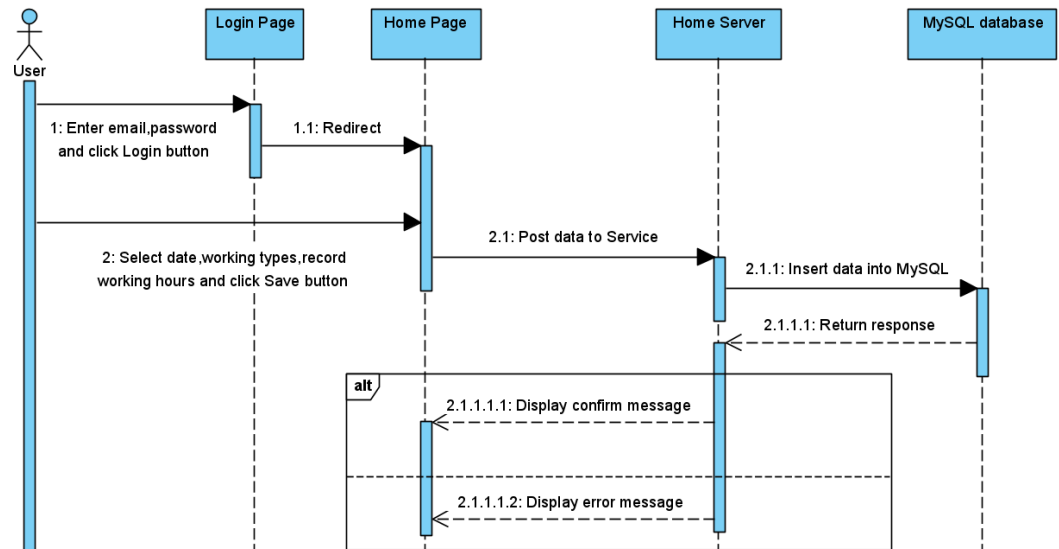 Login Page
Home Page
Home Server
MySQL database
User
1: Enter email,password
and click Login button
1.1: Redirect
2: Select date,working types,record
working hours and click Save button
2.1: Post data to Service
2.1.1: Insert data into MySQL
2.1.1.1: Return response
alt
2.1.1.1.1: Display confirm message
2.1.1.1.2: Display error message